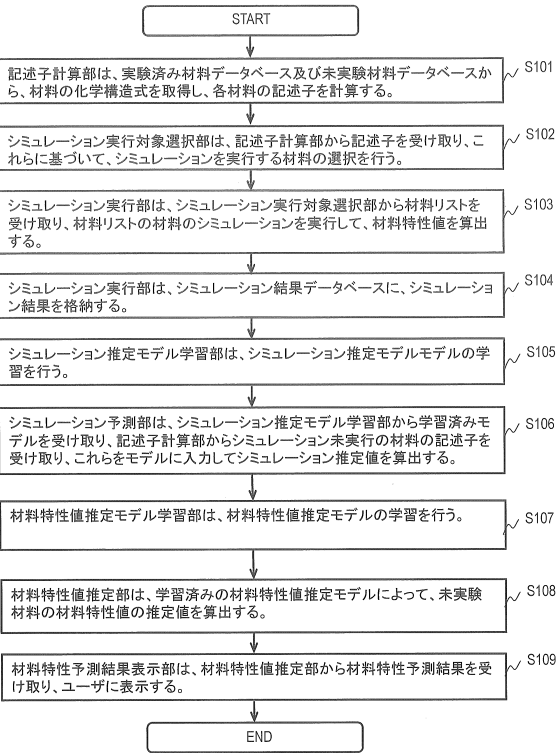 START
記述子計算部は、実験済み材料データベース及び未実験材料データベースか
ら、材料の化学構造式を取得し、各材料の記述子を計算する。
S101
シミュレーション実行対象選択部は、記述子計算部から記述子を受け取り、こ
れらに基づいて、シミュレーションを実行する材料の選択を行う。
S102
シミュレーション実行部は、シミュレーション実行対象選択部から材料リストを
受け取り、材料リストの材料のシミュレーションを実行して、材料特性値を算出
する。
S103
シミュレーション実行部は、シミュレーション結果データベースに、シミュレーショ
ン結果を格納する。
S104
シミュレーション推定モデル学習部は、シミュレーション推定モデルモデルの学
習を行う。
S105
シミュレーション予測部は、シミュレーション推定モデル学習部から学習済みモ
デルを受け取り、記述子計算部からシミュレーション未実行の材料の記述子を
受け取り、これらをモデルに入力してシミュレーション推定値を算出する。
S106
材料特性値推定モデル学習部は、材料特性値推定モデルの学習を行う。
S107
材料特性値推定部は、学習済みの材料特性値推定モデルによって、未実験
材料の材料特性値の推定値を算出する。
S108
材料特性予測結果表示部は、材料特性値推定部から材料特性予測結果を受
け取り、ユーザに表示する。
S109
END